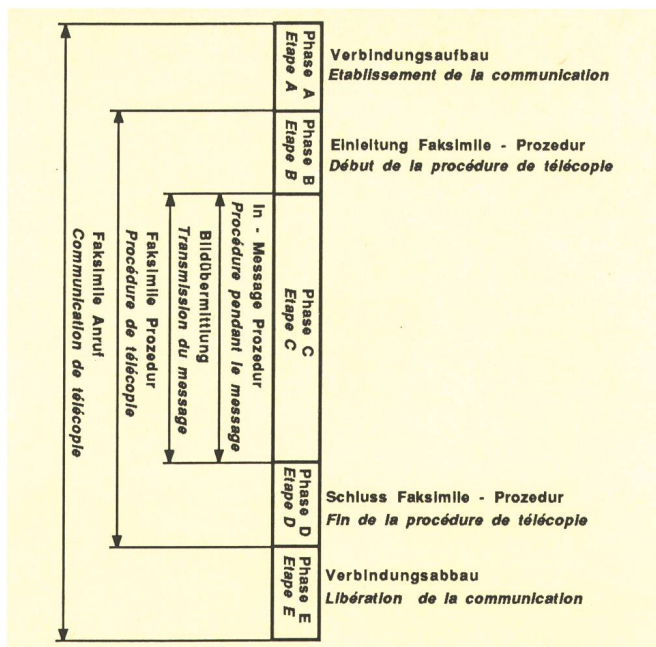 Phase A
Etape A
Verbindungsaufbau
Etablissement de la communication
Phase B
Etape B
Einleitung Faksimile - Prozedur
Début de la procédure de télécopie
Phase C
Etape C
In - Message Prozedur
Procédure pendant le message
Bildübermittlung
Transmission du message
Faksimile Prozedur
Procédure de télécopie
Faksimile Anruf
Communication de télécopie
Phase D
Etape D
Schluss Faksimile - Prozedur
Fin de la procédure de télécopie
Phase E
Etape E
Verbindungsabbau
Libération de la communication